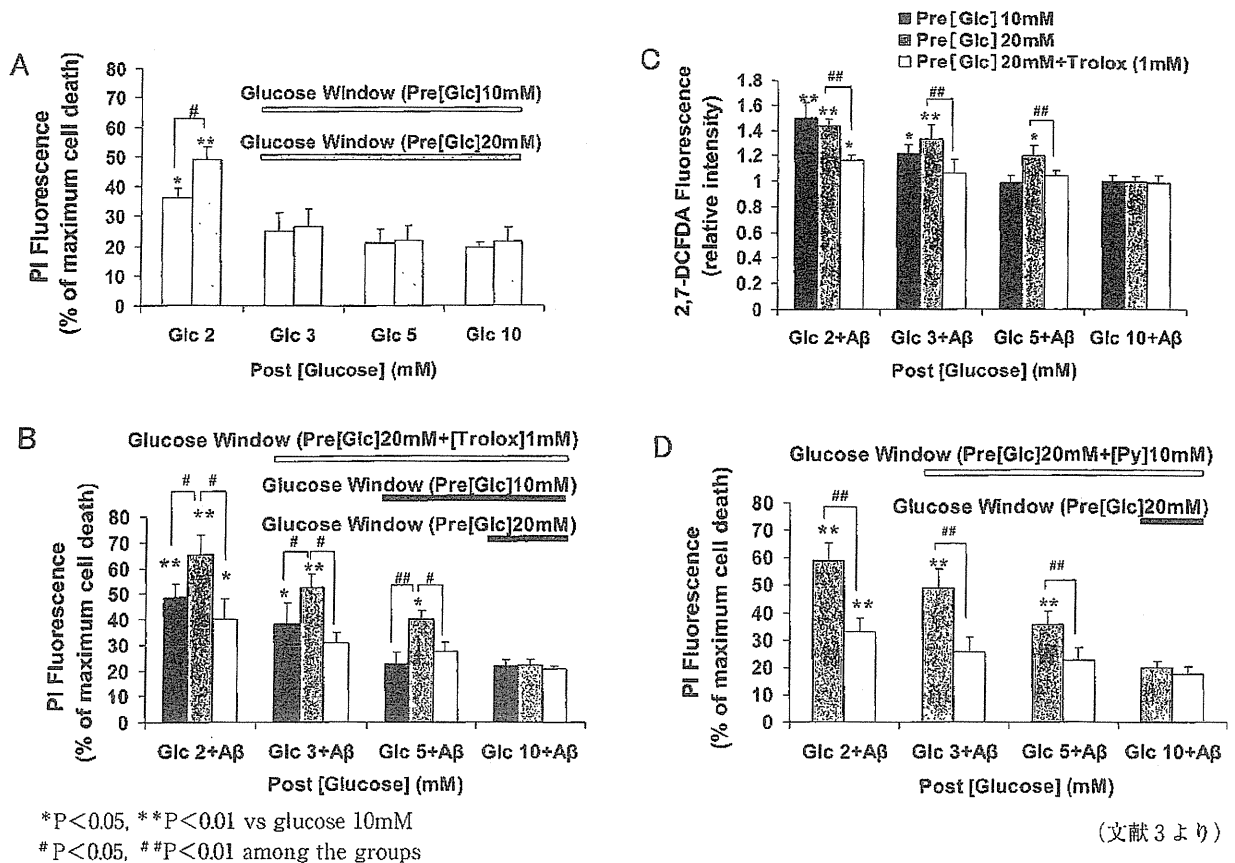 A
80
70
60
50
40
30
20
10
0
PI Fluorescence
(% of maximum cell death)
Glucose Window (Pre[Glc]10mM)
Glucose Window (Pre[Glc]20mM)
#
*
**
Glc 2
Glc 3
Glc 5
Glc 10
Post [Glucose] (mM)
Pre[Glc] 10mM
Pre[Glc] 20mM
Pre[Glc] 20mM+Trolox (1mM)
C
1.8
1.6
1.4
1.2
1
1.2
0.8
0.6
0.4
1.2
0
2,7-DCFDA Fluorescence
(relative intensity)
**
**
##
*
*
**
##
*
##
Glc 2+Aβ
Glc 3+Aβ
Glc 5+Aβ
Glc 10+Aβ
Post [Glucose] (mM)
B
Glucose Window (Pre[Glc]20mM+[Trolox]1mM)
Glucose Window (Pre[Glc]10mM)
Glucose Window (Pre[Glc]20mM)
80
70
60
50
40
30
20
10
0
PI Fluorescence
(% of maximum cell death)
**
#
**
#
*
*
#
**
#
##
*
#
Glc 2+Aβ
Glc 3+Aβ
Glc 5+Aβ
Glc 10+Aβ
Post [Glucose] (mM)
D
Glucose Window (Pre[Glc]20mM+[Py]10mM)
Glucose Window (Pre[Glc]20mM)
80
70
60
50
40
30
20
10
0
PI Fluorescence
(% of maximum cell death)
##
**
**
##
**
##
**
Glc 2+Aβ
Glc 3+Aβ
Glc 5+Aβ
Glc 10+Aβ
Post [Glucose] (mM)
*P<0.05, **P<0.01 vs glucose 10mM
#P<0.05, ##P<0.01 among the groups
(文献3より)